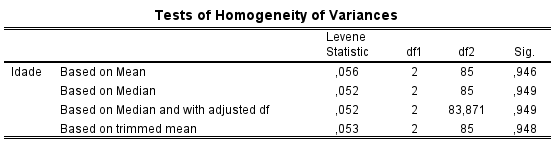 Tests of Homogeneity of Variances
Levene Statistic df1 df2 Sig.
Idade Based on Mean ,056 2 85 ,946
Based on Median ,052 2 85 ,949
Based on Median and with adjusted df ,052 2 83,871 ,949
Based on trimmed mean ,053 2 85 ,948